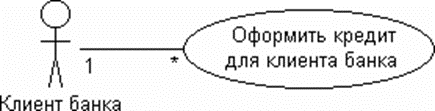 Оформить кредит
для клиента банка
1
*
Клиент банка